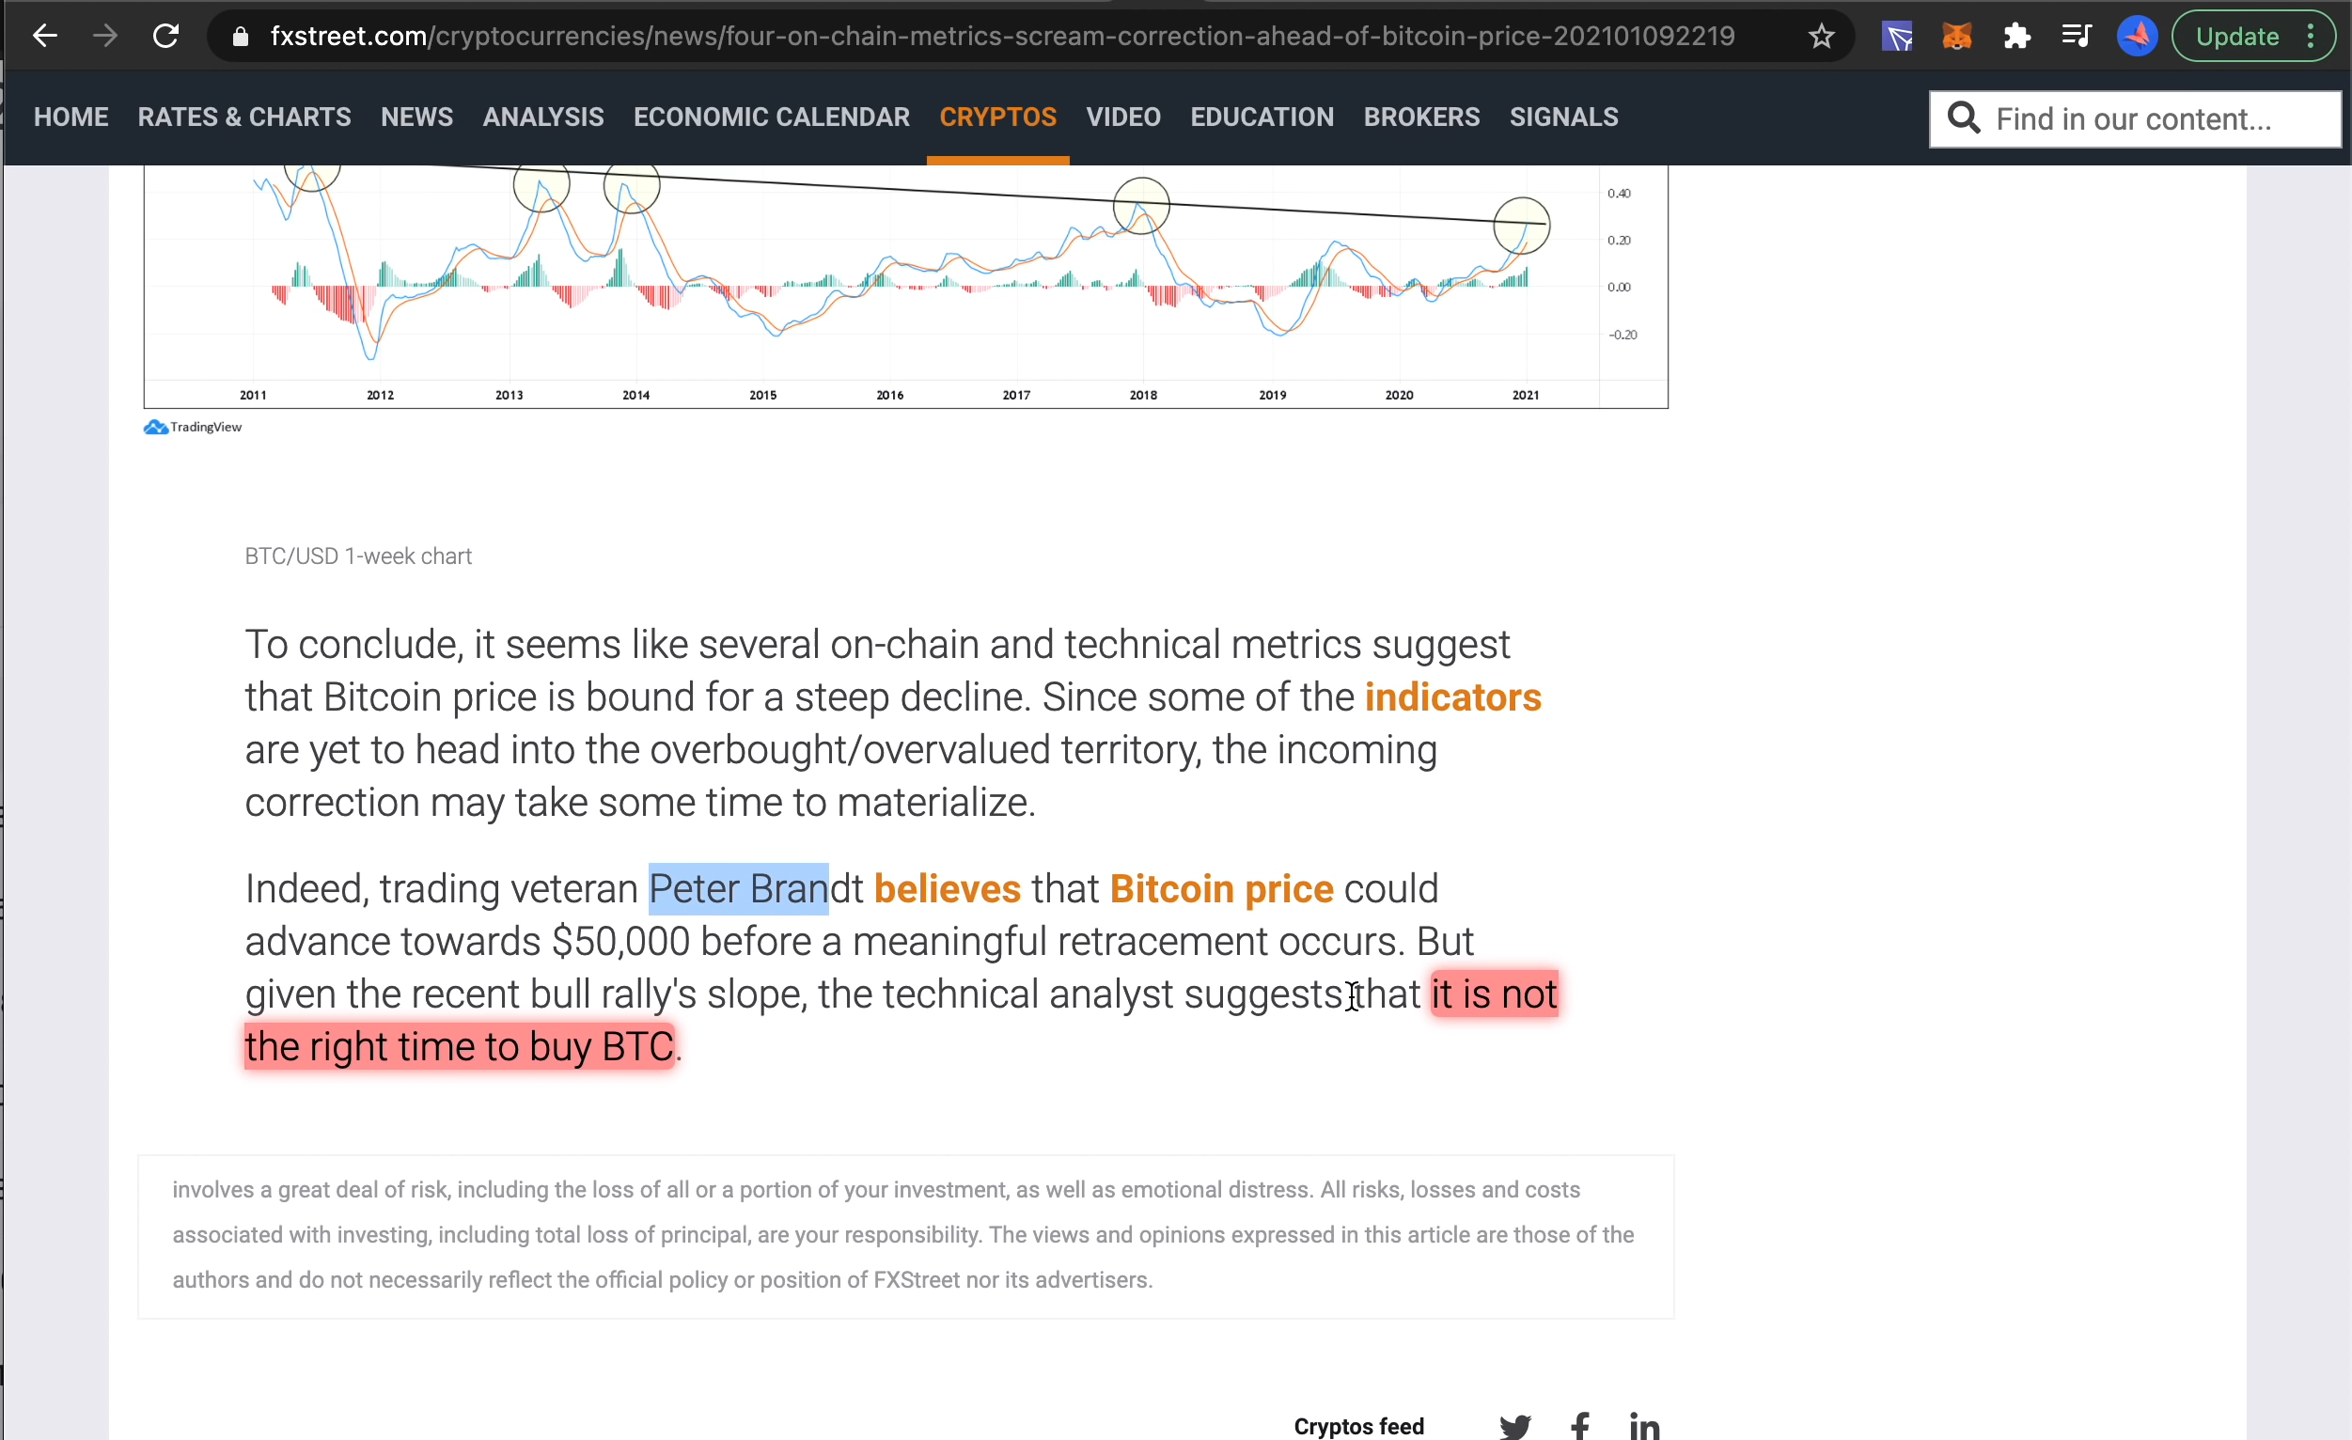 fxstreet.com/cryptocurrencies/news/four-on-chain-metrics-scream-correction-ahead-of-bitcoin-price-202101092219
Update
HOME RATES & CHARTS NEWS ANALYSIS ECONOMIC CALENDAR CRYPTOS VIDEO EDUCATION BROKERS SIGNALS
Find in our content...
0.40
0.20
0.00
-0.20
2011 2012 2013 2014 2015 2016 2017 2018 2019 2020 2021
TradingView
BTC/USD 1-week chart
To conclude, it seems like several on-chain and technical metrics suggest
that Bitcoin price is bound for a steep decline. Since some of the indicators
are yet to head into the overbought/overvalued territory, the incoming
correction may take some time to materialize.
Indeed, trading veteran Peter Brandt believes that Bitcoin price could
advance towards $50,000 before a meaningful retracement occurs. But
given the recent bull rally's slope, the technical analyst suggests that it is not
the right time to buy BTC.
involves a great deal of risk, including the loss of all or a portion of your investment, as well as emotional distress. All risks, losses and costs
associated with investing, including total loss of principal, are your responsibility. The views and opinions expressed in this article are those of the
authors and do not necessarily reflect the official policy or position of FXStreet nor its advertisers.
Cryptos feed